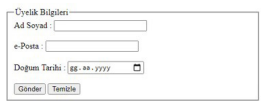 Üyelik Bilgileri
Ad Soyad :
e-Posta :
Doğum Tarihi : gg.aa.yyyy
Gönder Temizle